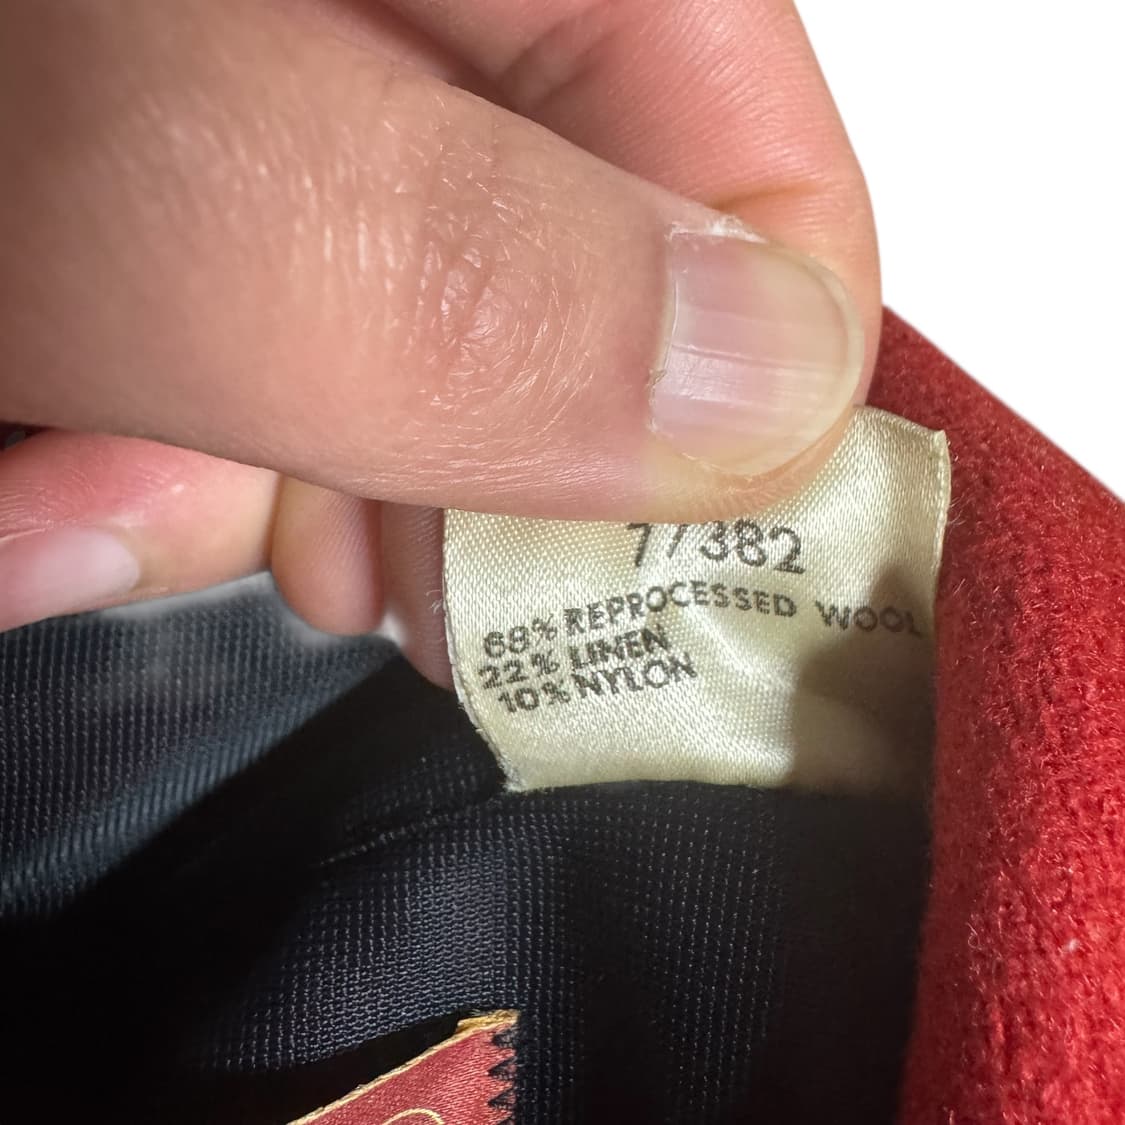 77382
68% REPROCESSED WOOL
22% LINEN
10% NYLON